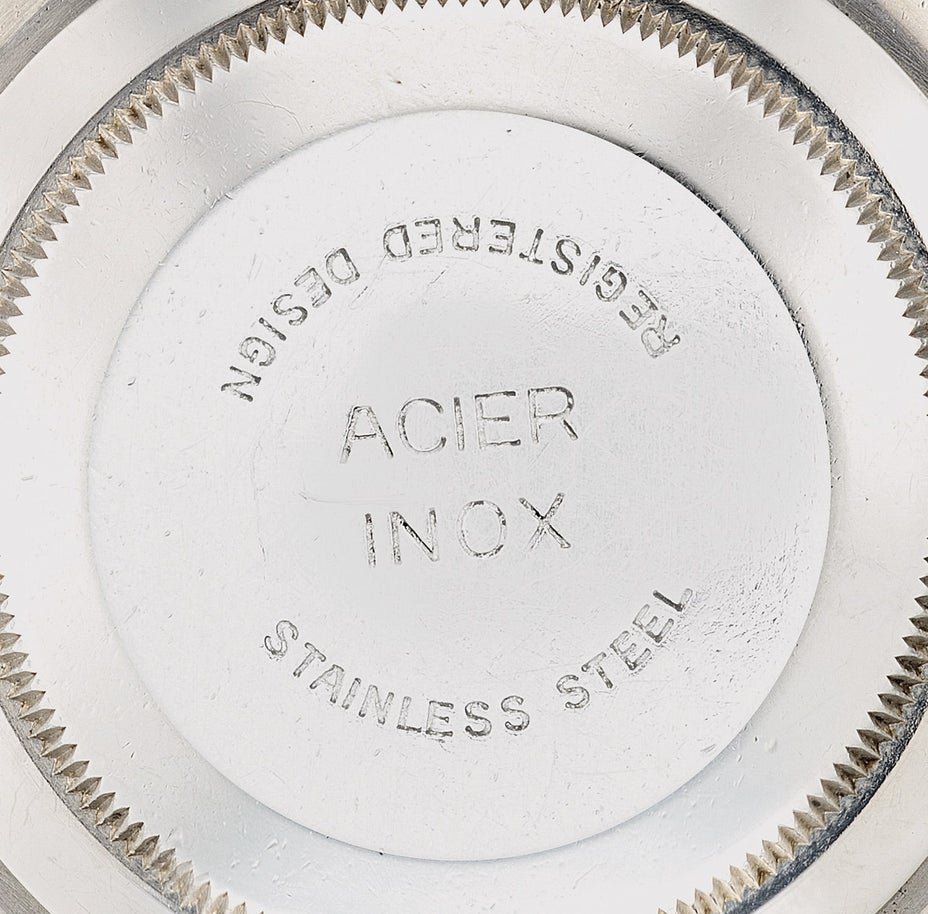 REGISTERED DESIGN
ACIER
INOX
STAINLESS STEEL